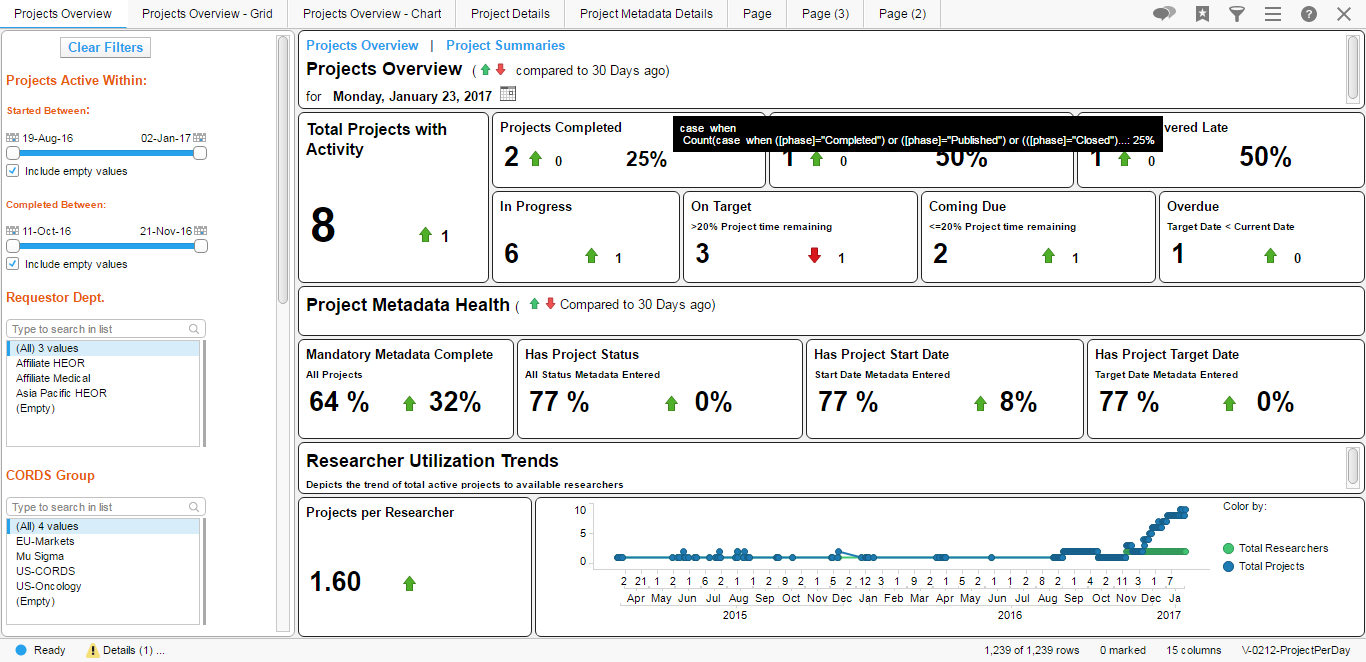 Projects Overview
Projects Overview - Grid
Projects Overview - Chart
Project Details
Project Metadata Details
Page
Page (3)
Page (2)
Clear Filters
Projects Active Within:
Started Between:
19-Aug-16 02-Jan-17
Include empty values
Completed Between:
11-Oct-16 21-Nov-16
Include empty values
Requestor Dept.
Type to search in list
(All) 3 values
Affiliate HEOR
Affiliate Medical
Asia Pacific HEOR
(Empty)
CORDS Group
Type to search in list
(All) 4 values
EU-Markets
Mu Sigma
US-CORDS
US-Oncology
(Empty)
Projects Overview | Project Summaries
Projects Overview ( compared to 30 Days ago)
for Monday, January 23, 2017
Total Projects with
Activity
8 1
Projects Completed
2 0 25%
case when
Count(case when ([phase]="Completed") or ([phase]="Published") or (([phase]="Closed")...: 25%
1 0 50%
vered Late
1 0 50%
In Progress
6 1
On Target
>20% Project time remaining
3 1
Coming Due
<=20% Project time remaining
2 1
Overdue
Target Date < Current Date
1 0
Project Metadata Health ( Compared to 30 Days ago)
Mandatory Metadata Complete
All Projects
64 % 32%
Has Project Status
All Status Metadata Entered
77 % 0%
Has Project Start Date
Start Date Metadata Entered
77 % 8%
Has Project Target Date
Target Date Metadata Entered
77 % 0%
Researcher Utilization Trends
Depicts the trend of total active projects to available researchers
Projects per Researcher
1.60
10
5
0
2 21 1 2 1 6 2 1 1 2 9 2 1 5 2 12 3 1 9 2 1 5 2 1 1 2 8 2 1 4 2 11 3 1 7
Apr May Jun Jul Aug Sep Oct Nov Dec Jan Feb Mar Apr May Jun Jul Aug Sep Oct Nov Dec Ja
2015 2016 2017
Color by:
Total Researchers
Total Projects
Ready
Details (1) ...
1,239 of 1,239 rows
0 marked
15 columns
V-0212-ProjectPerDay